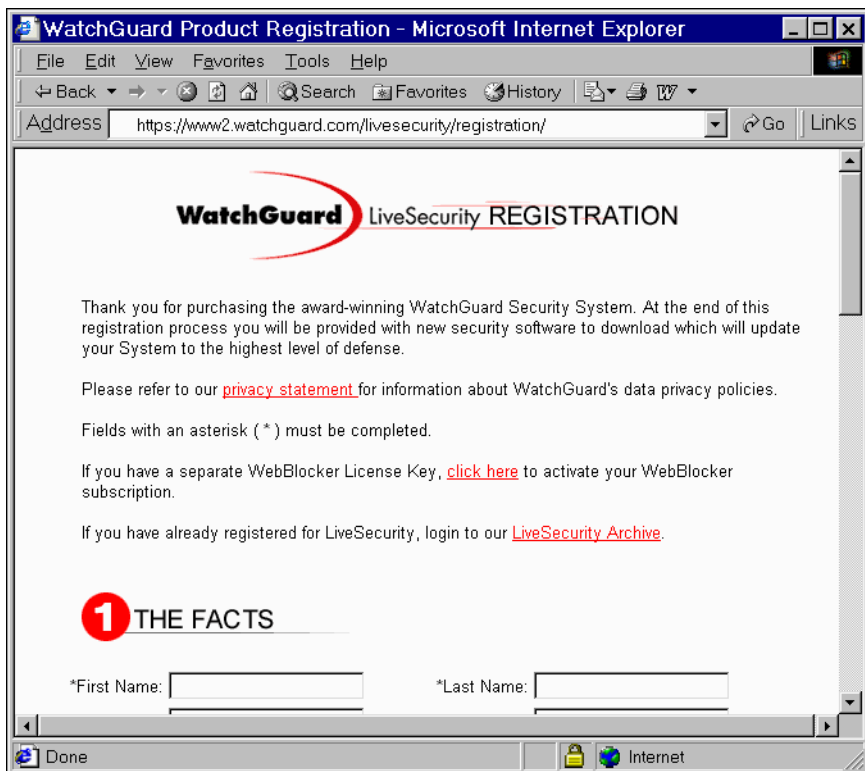 WatchGuard Product Registration - Microsoft Internet Explorer
File Edit View Favorites Tools Help
Back Search Favorites History
Address https://www2.watchguard.com/livesecurity/registration/ Go Links
WatchGuard LiveSecurity REGISTRATION
Thank you for purchasing the award-winning WatchGuard Security System. At the end of this
registration process you will be provided with new security software to download which will update
your System to the highest level of defense.
Please refer to our privacy statement for information about WatchGuard's data privacy policies.
Fields with an asterisk ( * ) must be completed.
If you have a separate WebBlocker License Key, click here to activate your WebBlocker
subscription.
If you have already registered for LiveSecurity, login to our LiveSecurity Archive.
1 THE FACTS
*First Name: *Last Name:
Done Internet